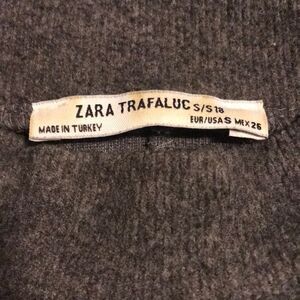 ZARA TRAFALUC S/S 18
MADE IN TURKEY EUR/USA S MEX 26